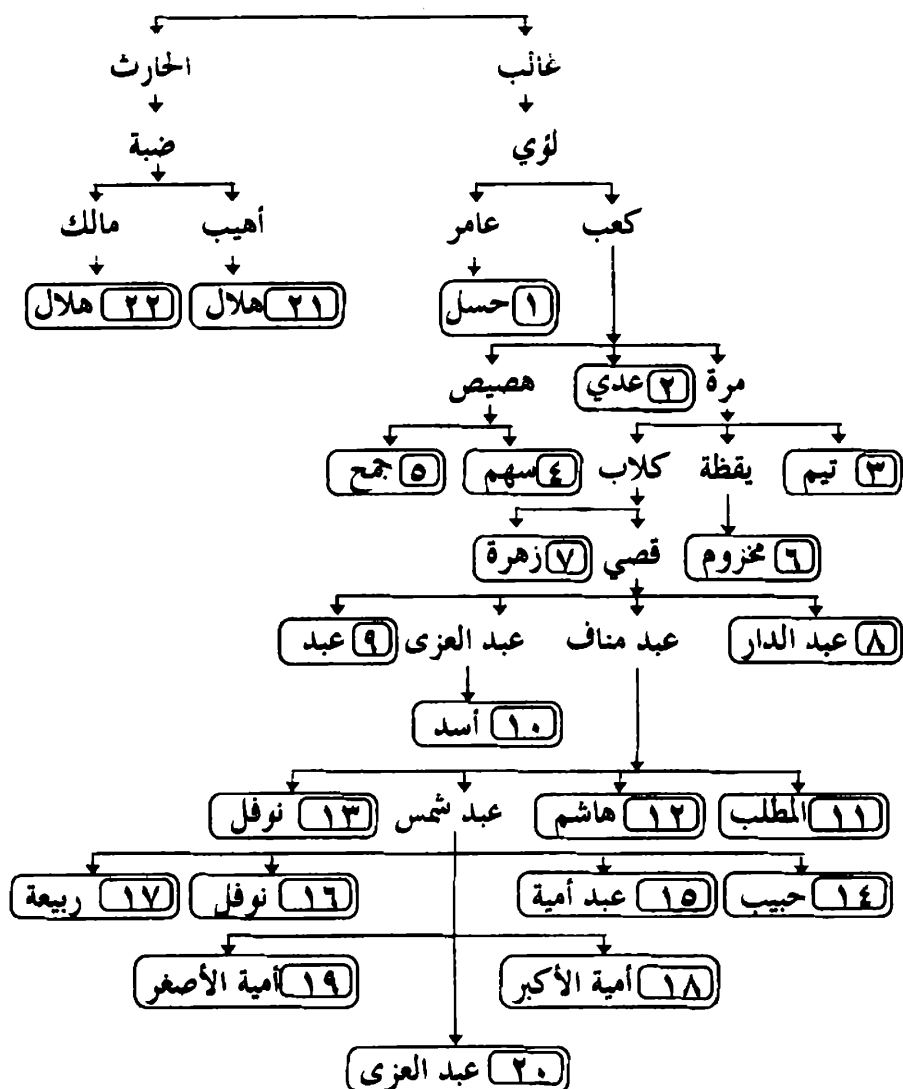 غالب الحارث
لؤي ضبة
كعب عامر أهيب مالك
١ حسل ٢١ هلال ٢٢ هلال
مرة ٢ عدي هصيص
٣ تيم يقظة كلاب ٤ سهم ٥ جمح
٦ مخزوم قصي ٧ زهرة
٨ عبد الدار عبد مناف عبد العزى ٩ عبد
١٠ أسد
١١ المطلب ١٢ هاشم عبد شمس ١٣ نوفل
١٤ حبيب ١٥ عبد أمية ١٦ نوفل ١٧ ربيعة
١٨ أمية الأكبر ١٩ أمية الأصغر
٢٠ عبد العزى